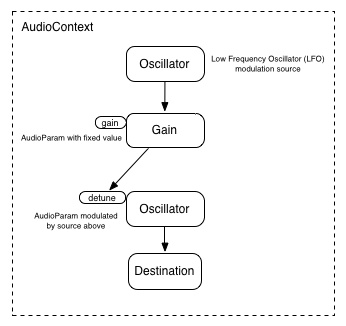 AudioContext
Oscillator
Low Frequency Oscillator (LFO)
modulation source
gain
Gain
AudioParam with fixed value
detune
Oscillator
AudioParam modulated
by source above
Destination